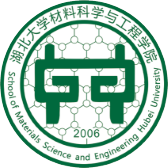 湖北大学材料科学与工程学院
2006
School of Materials Science and Engineering Hubei University